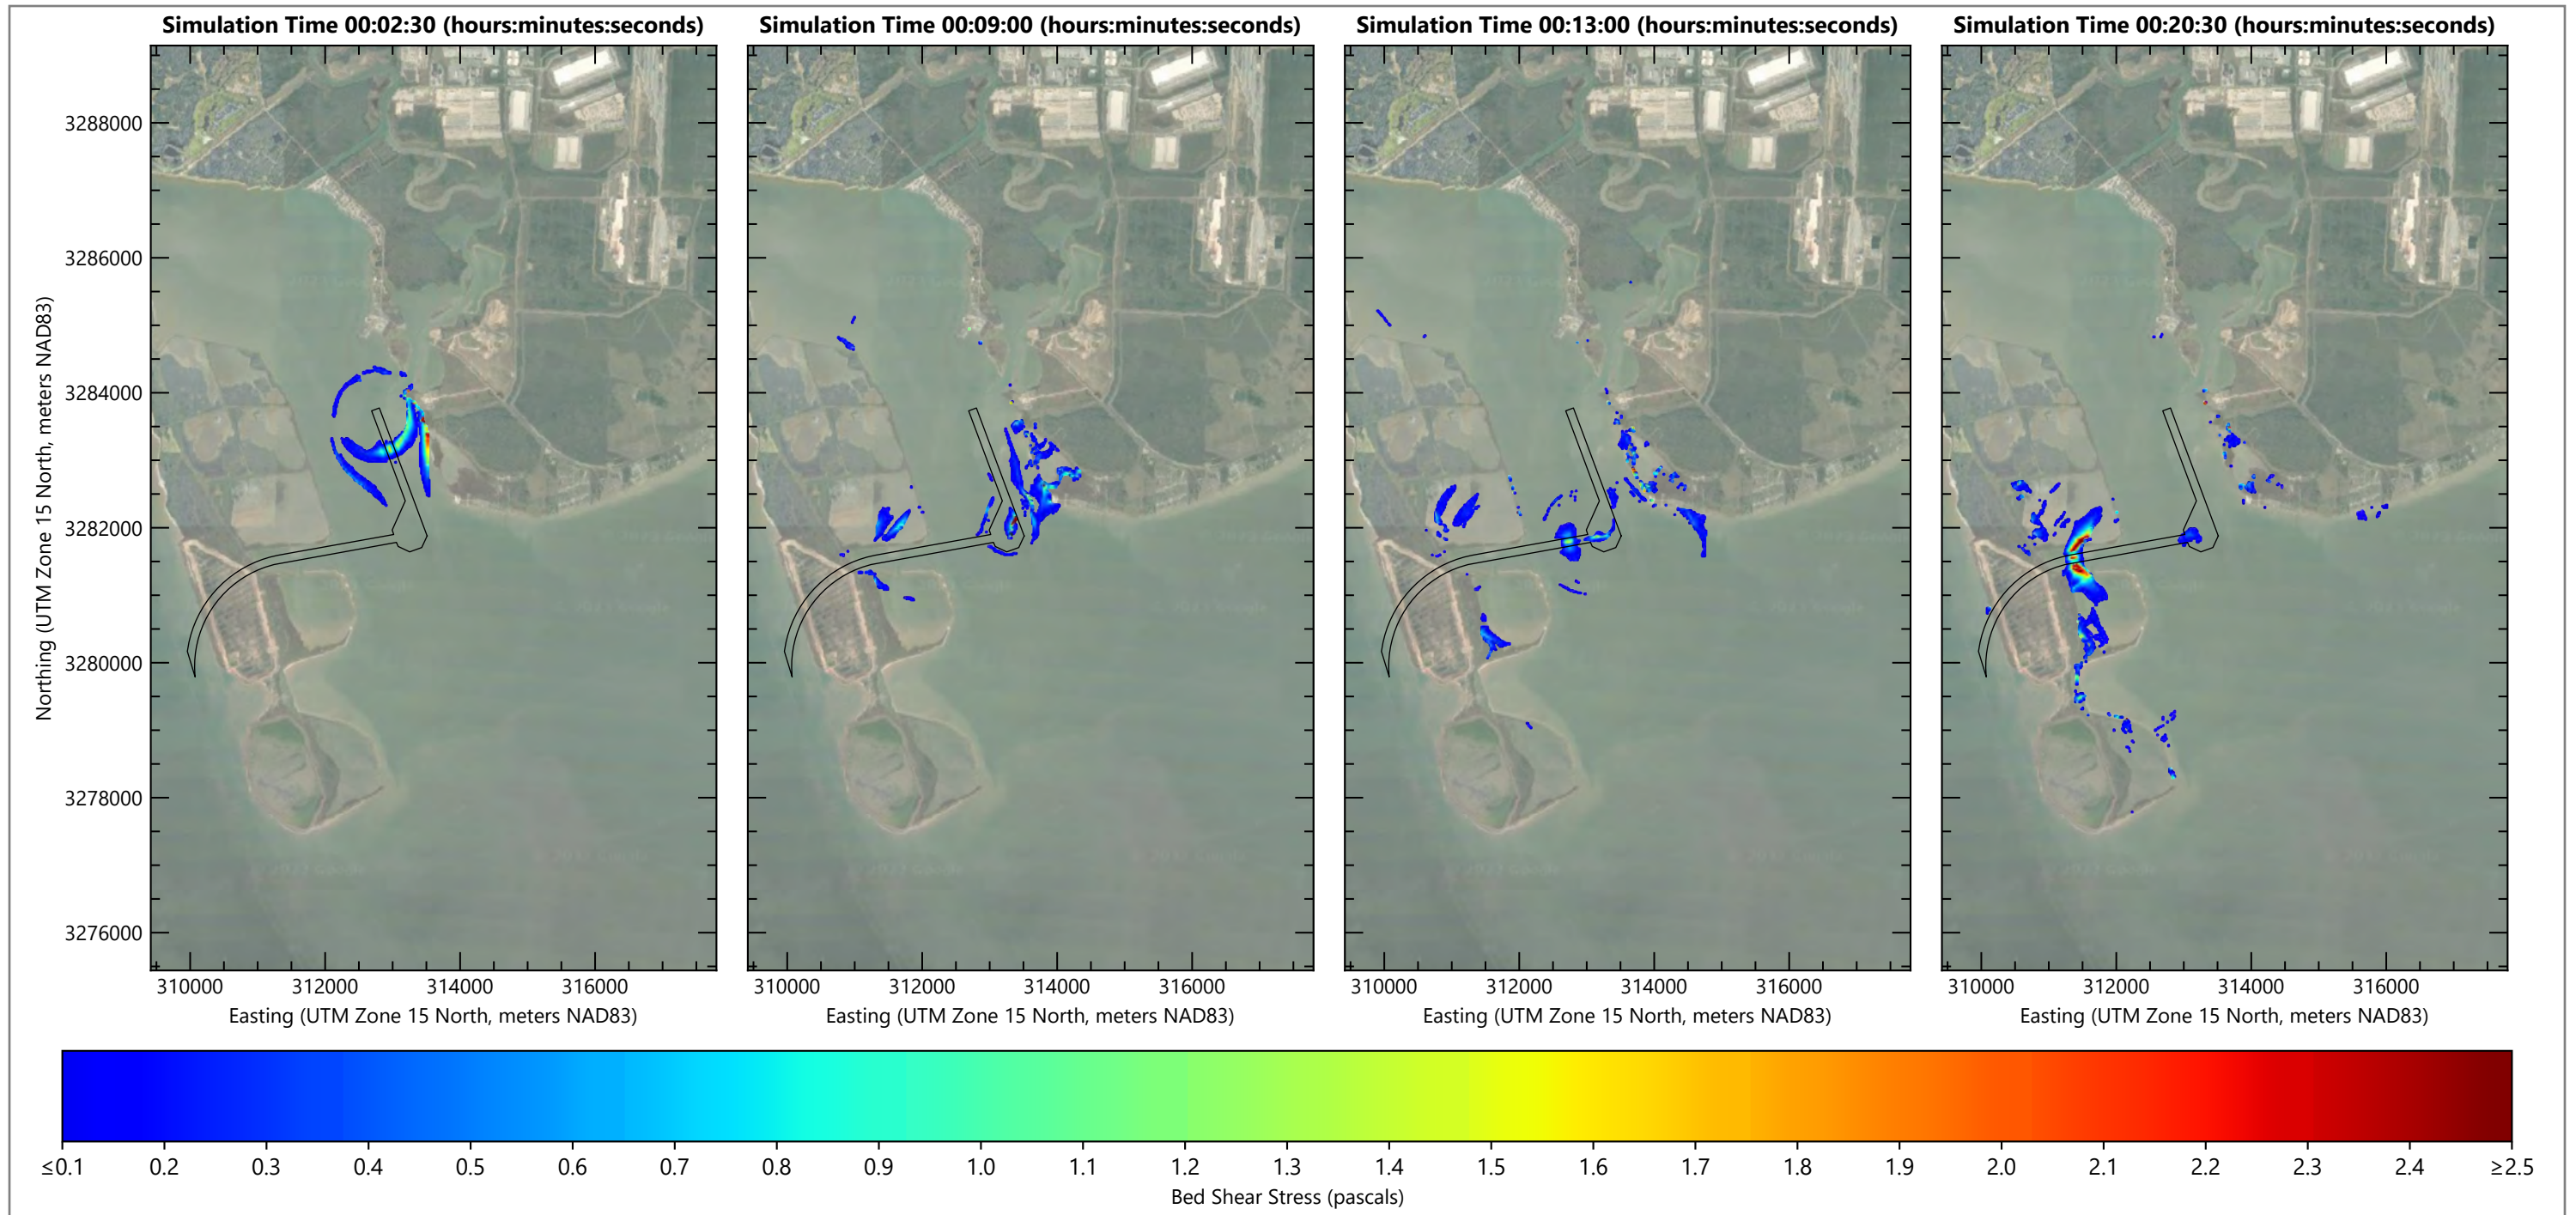 Simulation Time 00:02:30 (hours:minutes:seconds)
Simulation Time 00:09:00 (hours:minutes:seconds)
Simulation Time 00:13:00 (hours:minutes:seconds)
Simulation Time 00:20:30 (hours:minutes:seconds)
Northing (UTM Zone 15 North, meters NAD83)
3288000
3286000
3284000
3282000
3280000
3278000
3276000
310000 312000 314000 316000
310000 312000 314000 316000
310000 312000 314000 316000
310000 312000 314000 316000
Easting (UTM Zone 15 North, meters NAD83)
Easting (UTM Zone 15 North, meters NAD83)
Easting (UTM Zone 15 North, meters NAD83)
Easting (UTM Zone 15 North, meters NAD83)
≤0.1 0.2 0.3 0.4 0.5 0.6 0.7 0.8 0.9 1.0 1.1 1.2 1.3 1.4 1.5 1.6 1.7 1.8 1.9 2.0 2.1 2.2 2.3 2.4 ≥2.5
Bed Shear Stress (pascals)